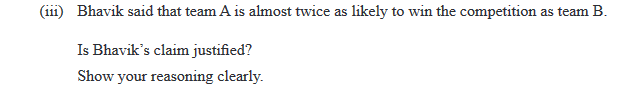 (iii) Bhavik said that team A is almost twice as likely to win the competition as team B.
Is Bhavik's claim justified?
Show your reasoning clearly.